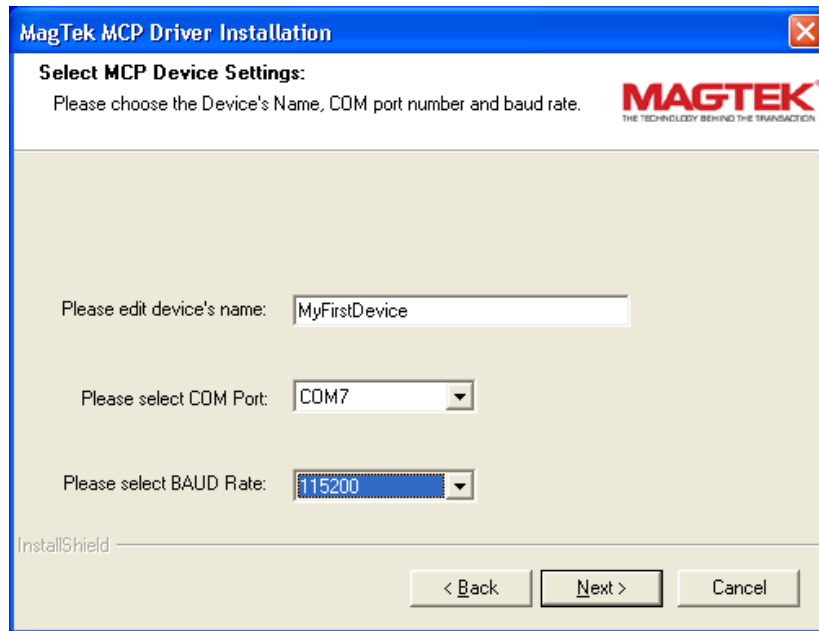 MagTek MCP Driver Installation
Select MCP Device Settings:
Please choose the Device's Name, COM port number and baud rate.
MAGTEK®
THE TECHNOLOGY BEHIND THE TRANSACTION
Please edit device's name: MyFirstDevice
Please select COM Port: COM7
Please select BAUD Rate: 115200
InstallShield
< Back Next > Cancel